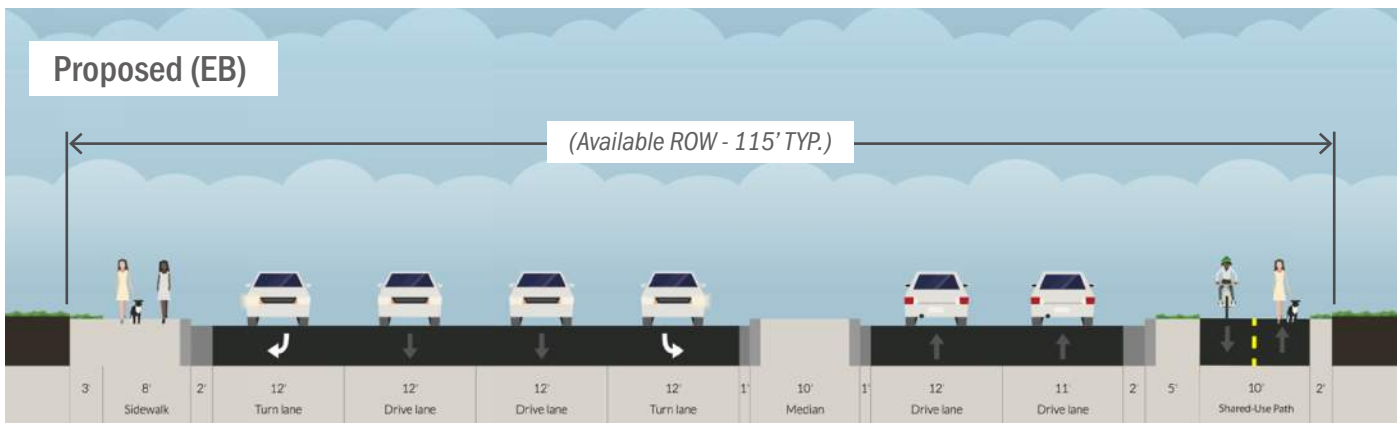 Proposed (EB)
(Available ROW - 115' TYP.)
3' 8' 2' 12' 12' 12' 12' 1' 10' 1' 12' 11' 2' 5' 10' 2'
Sidewalk Turn lane Drive lane Drive lane Turn lane Median Drive lane Drive lane Shared-Use Path